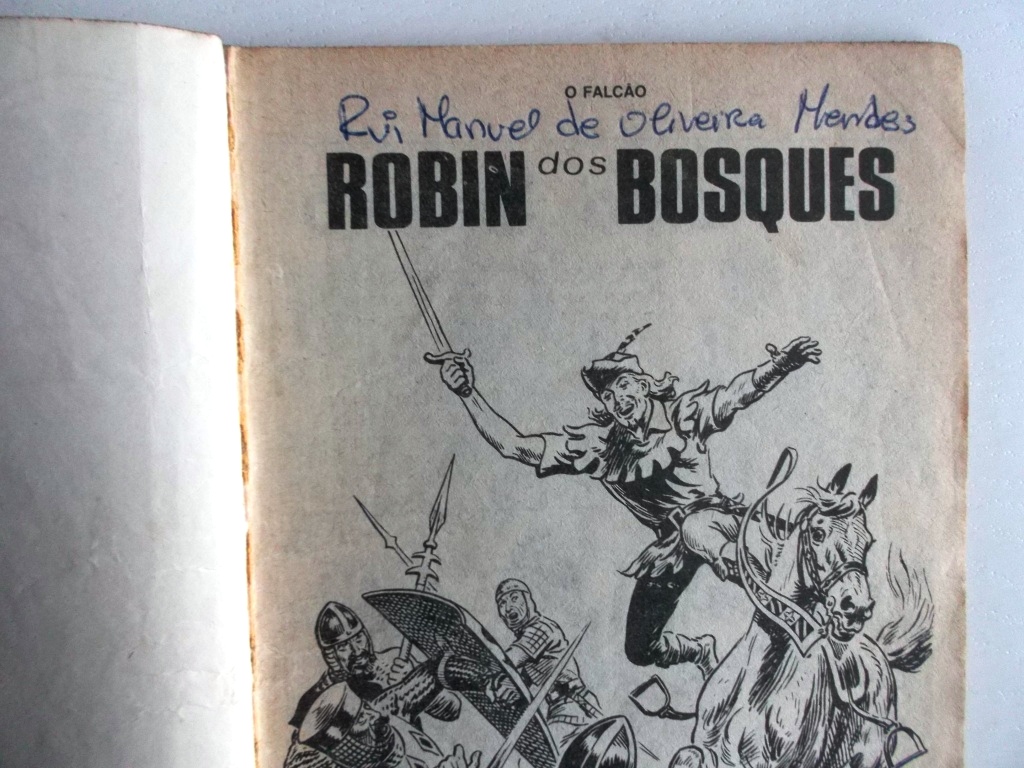 O FALCÃO
Rui Manuel de Oliveira Mendes
ROBIN dos BOSQUES